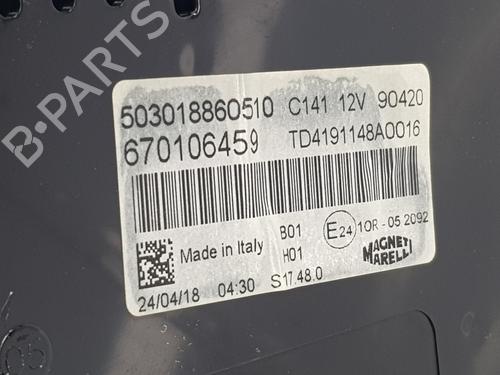 B-PARTS
503018860510 C141 12V 90420
670106459 TD4191148A0016
Made in Italy B01 E24 10R - 05 2092
H01 MAGNETI
MARELLI
24/04/18 04:30 S17.48.0